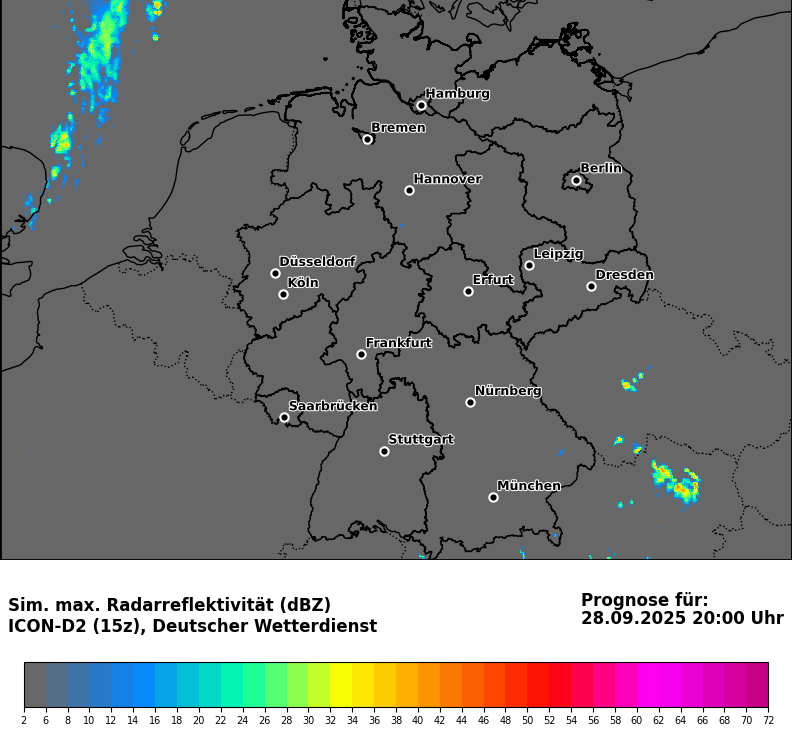 Hamburg
Bremen
Berlin
Hannover
Leipzig
Düsseldorf
Dresden
Erfurt
Köln
Frankfurt
Nürnberg
Saarbrücken
Stuttgart
München
Sim. max. Radarreflektivität (dBZ)
ICON-D2 (15z), Deutscher Wetterdienst
Prognose für:
28.09.2025 20:00 Uhr
2 6 8 10 12 14 16 18 20 22 24 26 28 30 32 34 36 38 40 42 44 46 48 50 52 54 56 58 60 62 64 66 68 70 72